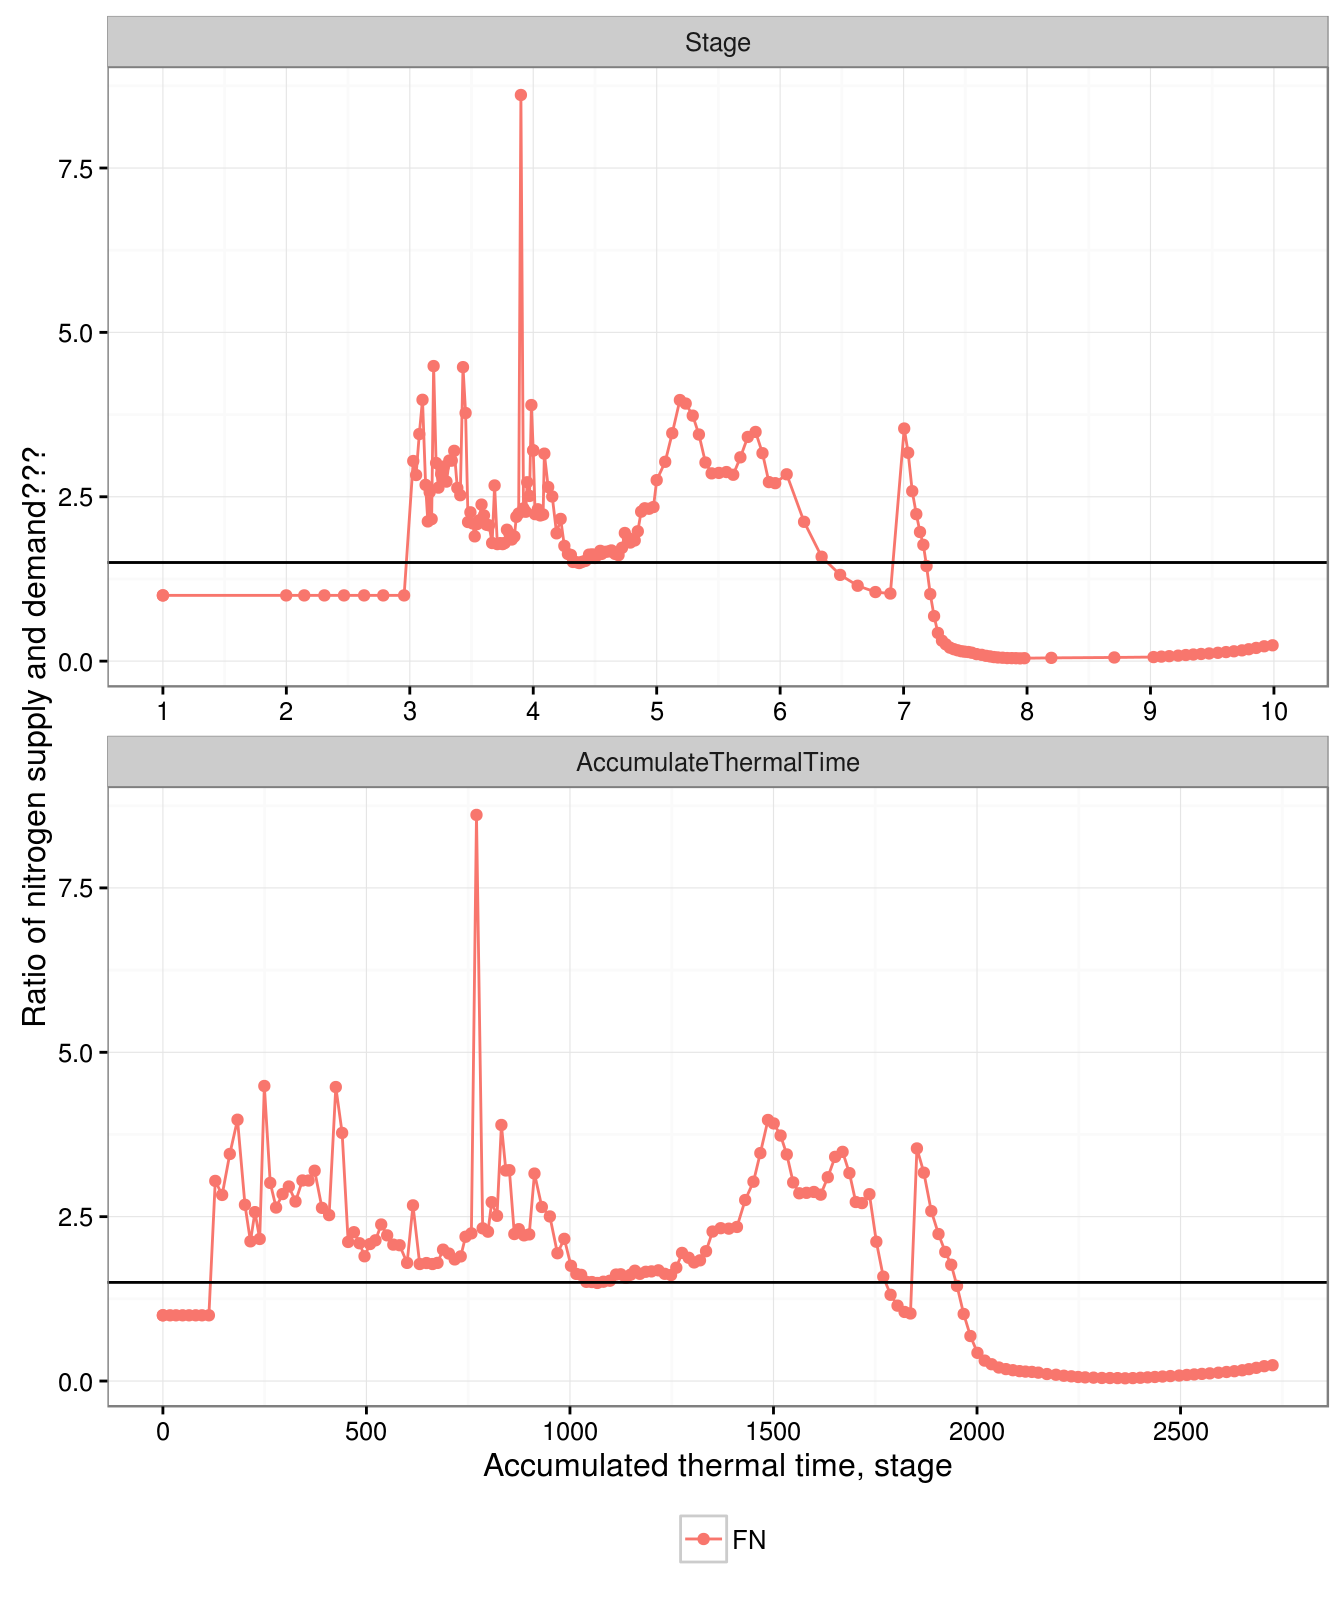 Stage
7.5
5.0
2.5
0.0
1 2 3 4 5 6 7 8 9 10
Ratio of nitrogen supply and demand???
AccumulateThermalTime
7.5
5.0
2.5
0.0
0 500 1000 1500 2000 2500
Accumulated thermal time, stage
FN